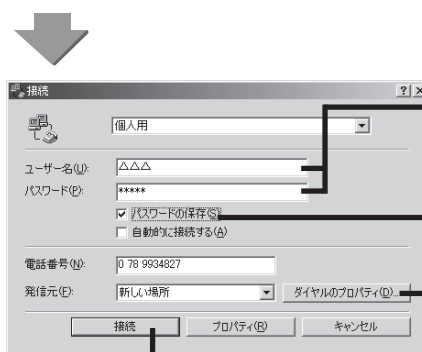 接続
個人用
ユーザー名(U): △△△
パスワード(P): *****
パスワードの保存(S)
自動的に接続する(A)
電話番号(N): 0 78 9934827
発信元(F): 新しい場所 ダイヤルのプロパティ(D)...
接続 プロパティ(R) キャンセル